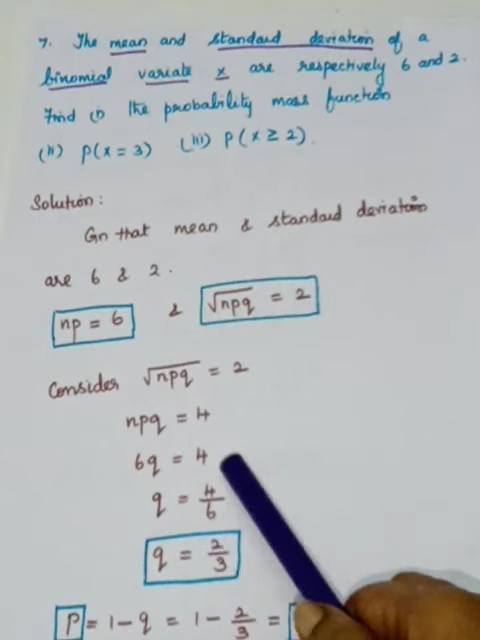 7. The mean and standard deviation of a
binomial variate x are respectively 6 and 2.
Find (i) The probability mass function
(ii) P(x = 3) (iii) P(x ≥ 2).
Solution:
Gn that mean & standard deviation
are 6 & 2.
np = 6 & √npq = 2
Consider √npq = 2
npq = 4
6q = 4
q = 4/6
q = 2/3
P = 1 - q = 1 - 2/3 =